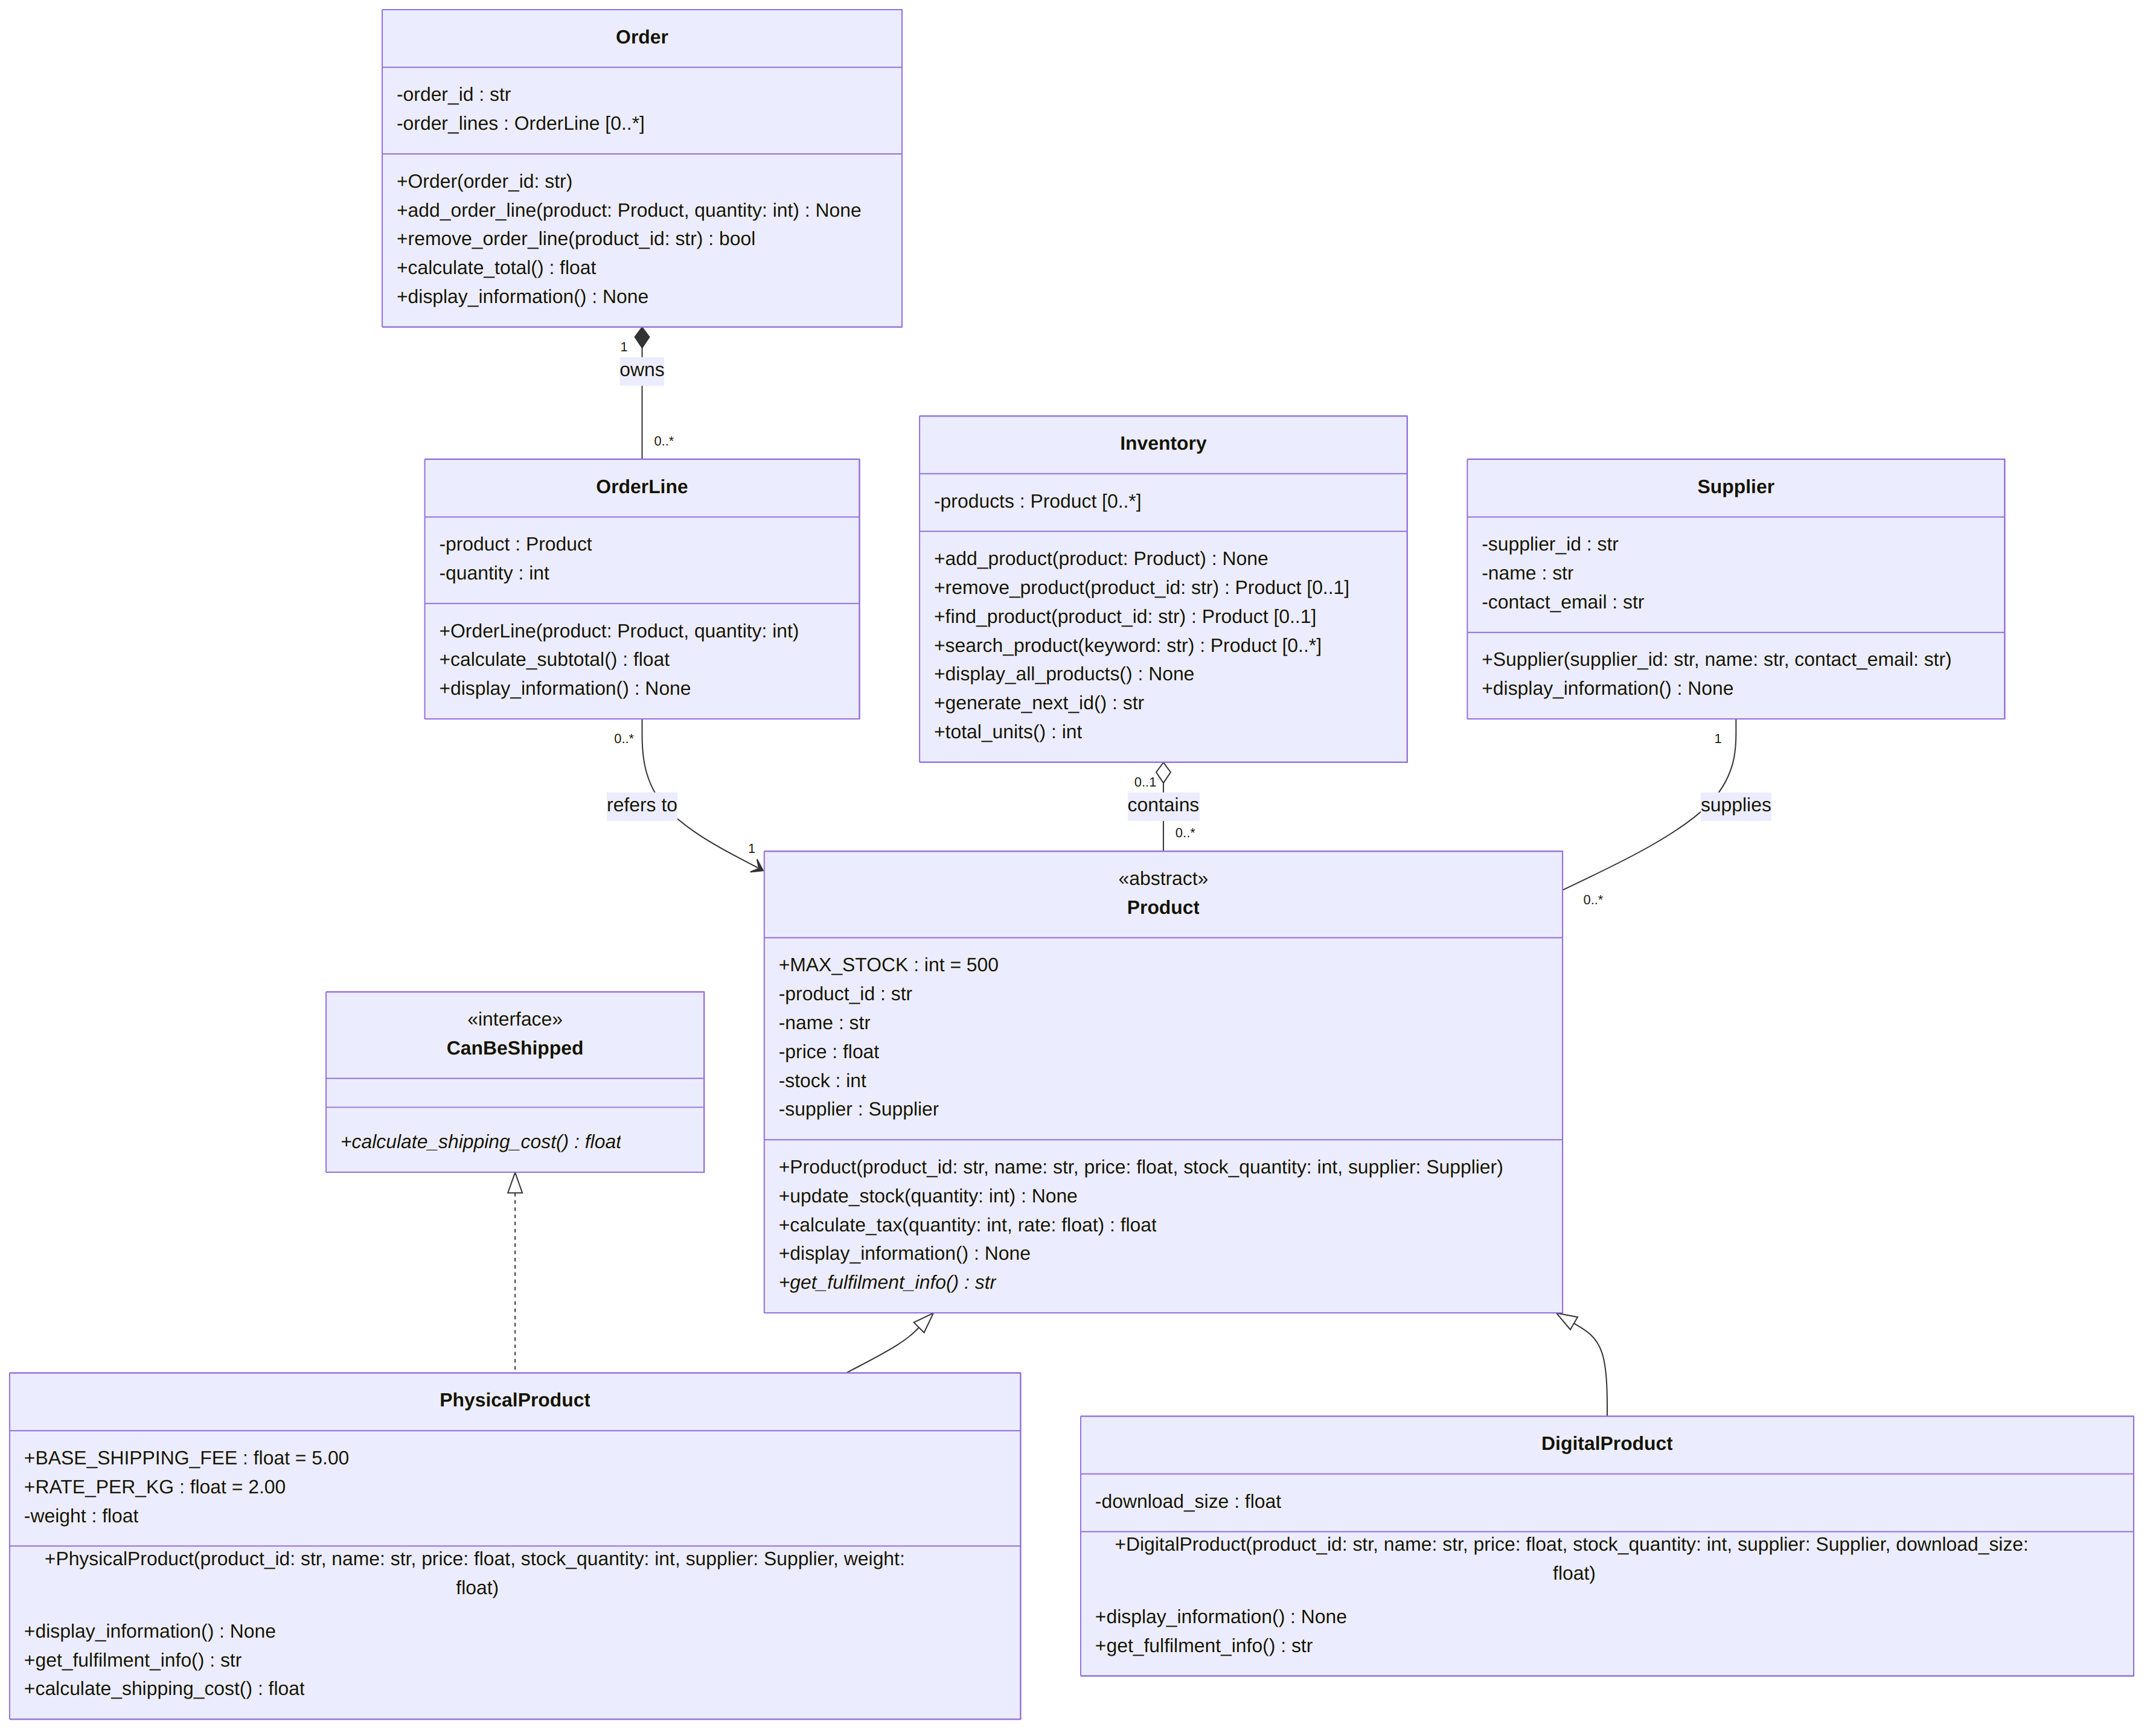 Order
-order_id : str
-order_lines : OrderLine [0..*]
+Order(order_id: str)
+add_order_line(product: Product, quantity: int) : None
+remove_order_line(product_id: str) : bool
+calculate_total() : float
+display_information() : None
1
owns
0..*
OrderLine
-product : Product
-quantity : int
+OrderLine(product: Product, quantity: int)
+calculate_subtotal() : float
+display_information() : None
Inventory
-products : Product [0..*]
+add_product(product: Product) : None
+remove_product(product_id: str) : Product [0..1]
+find_product(product_id: str) : Product [0..1]
+search_product(keyword: str) : Product [0..*]
+display_all_products() : None
+generate_next_id() : str
+total_units() : int
Supplier
-supplier_id : str
-name : str
-contact_email : str
+Supplier(supplier_id: str, name: str, contact_email: str)
+display_information() : None
0..*
refers to
1
0..1
contains
0..*
1
supplies
0..*
«abstract»
Product
+MAX_STOCK : int = 500
-product_id : str
-name : str
-price : float
-stock : int
-supplier : Supplier
+Product(product_id: str, name: str, price: float, stock_quantity: int, supplier: Supplier)
+update_stock(quantity: int) : None
+calculate_tax(quantity: int, rate: float) : float
+display_information() : None
+get_fulfilment_info() : str
«interface»
CanBeShipped
+calculate_shipping_cost() : float
PhysicalProduct
+BASE_SHIPPING_FEE : float = 5.00
+RATE_PER_KG : float = 2.00
-weight : float
+PhysicalProduct(product_id: str, name: str, price: float, stock_quantity: int, supplier: Supplier, weight:
float)
+display_information() : None
+get_fulfilment_info() : str
+calculate_shipping_cost() : float
DigitalProduct
-download_size : float
+DigitalProduct(product_id: str, name: str, price: float, stock_quantity: int, supplier: Supplier, download_size:
float)
+display_information() : None
+get_fulfilment_info() : str